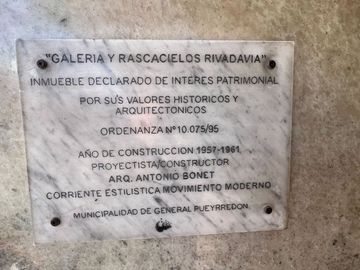 "GALERIA Y RASCACIELOS RIVADAVIA"
INMUEBLE DECLARADO DE INTERES PATRIMONIAL
POR SUS VALORES HISTORICOS Y
ARQUITECTONICOS
ORDENANZA Nº 10.075/95
AÑO DE CONSTRUCCION 1957-1961
PROYECTISTA/CONSTRUCTOR
ARQ. ANTONIO BONET
CORRIENTE ESTILISTICA MOVIMIENTO MODERNO
MUNICIPALIDAD DE GENERAL PUEYRREDON